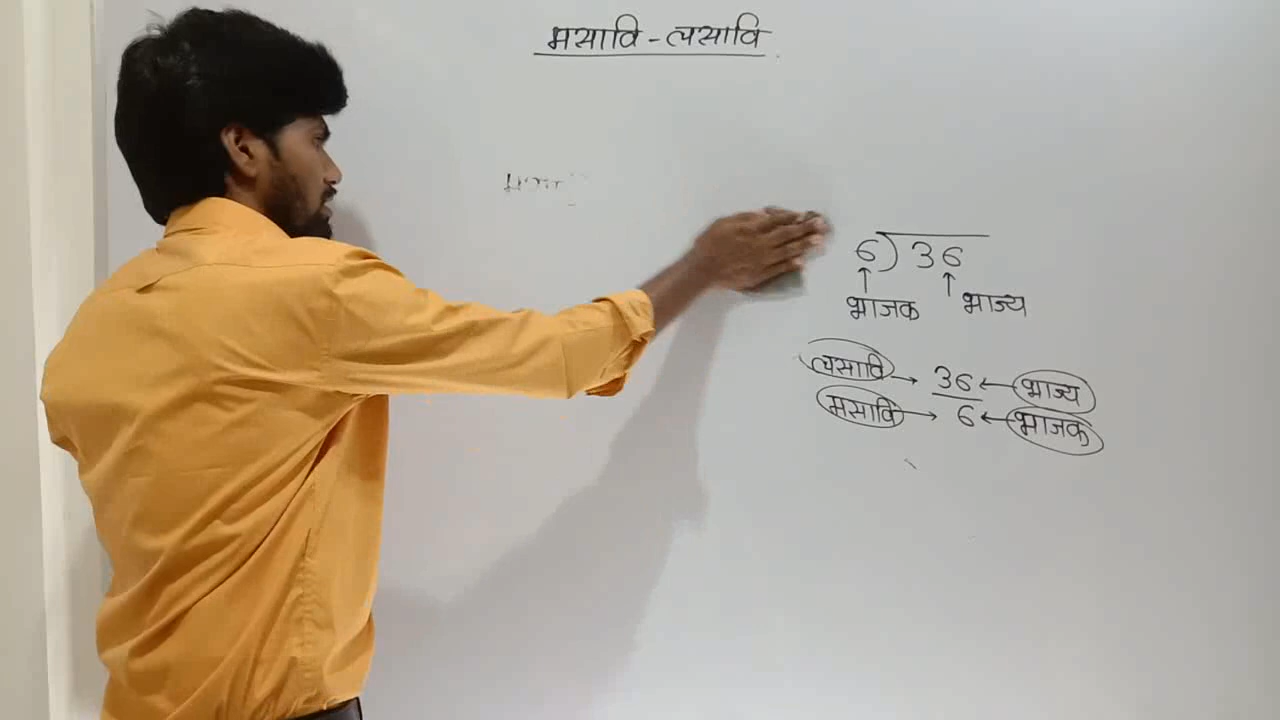 मसावि - लसावि
6) 36
भाजक भाज्य
लसावि → 36 ← भाज्य
मसावि → 6 ← भाजक